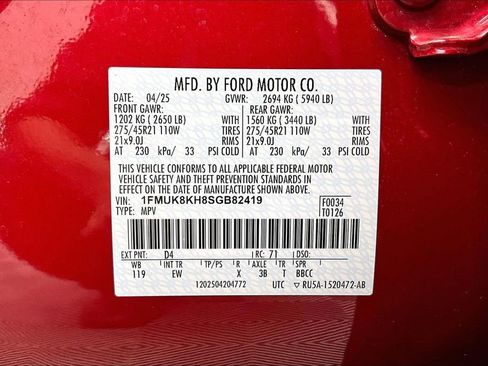 MFD. BY FORD MOTOR CO.
DATE: 04/25 GVWR: 2694 KG ( 5940 LB)
FRONT GAWR: REAR GAWR:
1202 KG ( 2650 LB) WITH 1560 KG ( 3440 LB) WITH
275/45R21 110W TIRES 275/45R21 110W TIRES
21x9.0J RIMS 21x9.0J RIMS
AT 230 kPa/ 33 PSI COLD AT 230 kPa/ 33 PSI COLD
THIS VEHICLE CONFORMS TO ALL APPLICABLE FEDERAL MOTOR
VEHICLE SAFETY AND THEFT PREVENTION STANDARDS IN
EFFECT ON THE DATE OF MANUFACTURE SHOWN ABOVE.
VIN: 1FMUK8KH8SGB82419 F0034
TYPE: MPV T0126
EXT PNT: D4 RC: 71 DSO:
WB INT TR TP/PS R AXLE TR SPR
119 EW X 3B T BBCC
1202504204772 UTC RU5A-1520472-AB